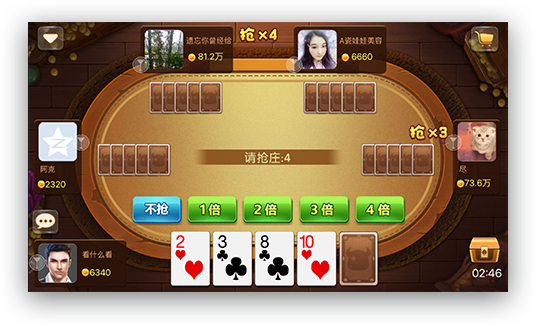 遗忘你曾经给
81.2万
抢×4
A瓷娃娃美容
6660
抢×3
阿克
2320
请抢庄:4
尽
73.6万
不抢
1倍
2倍
3倍
4倍
看什么看
6340
2
3
8
10
02:46